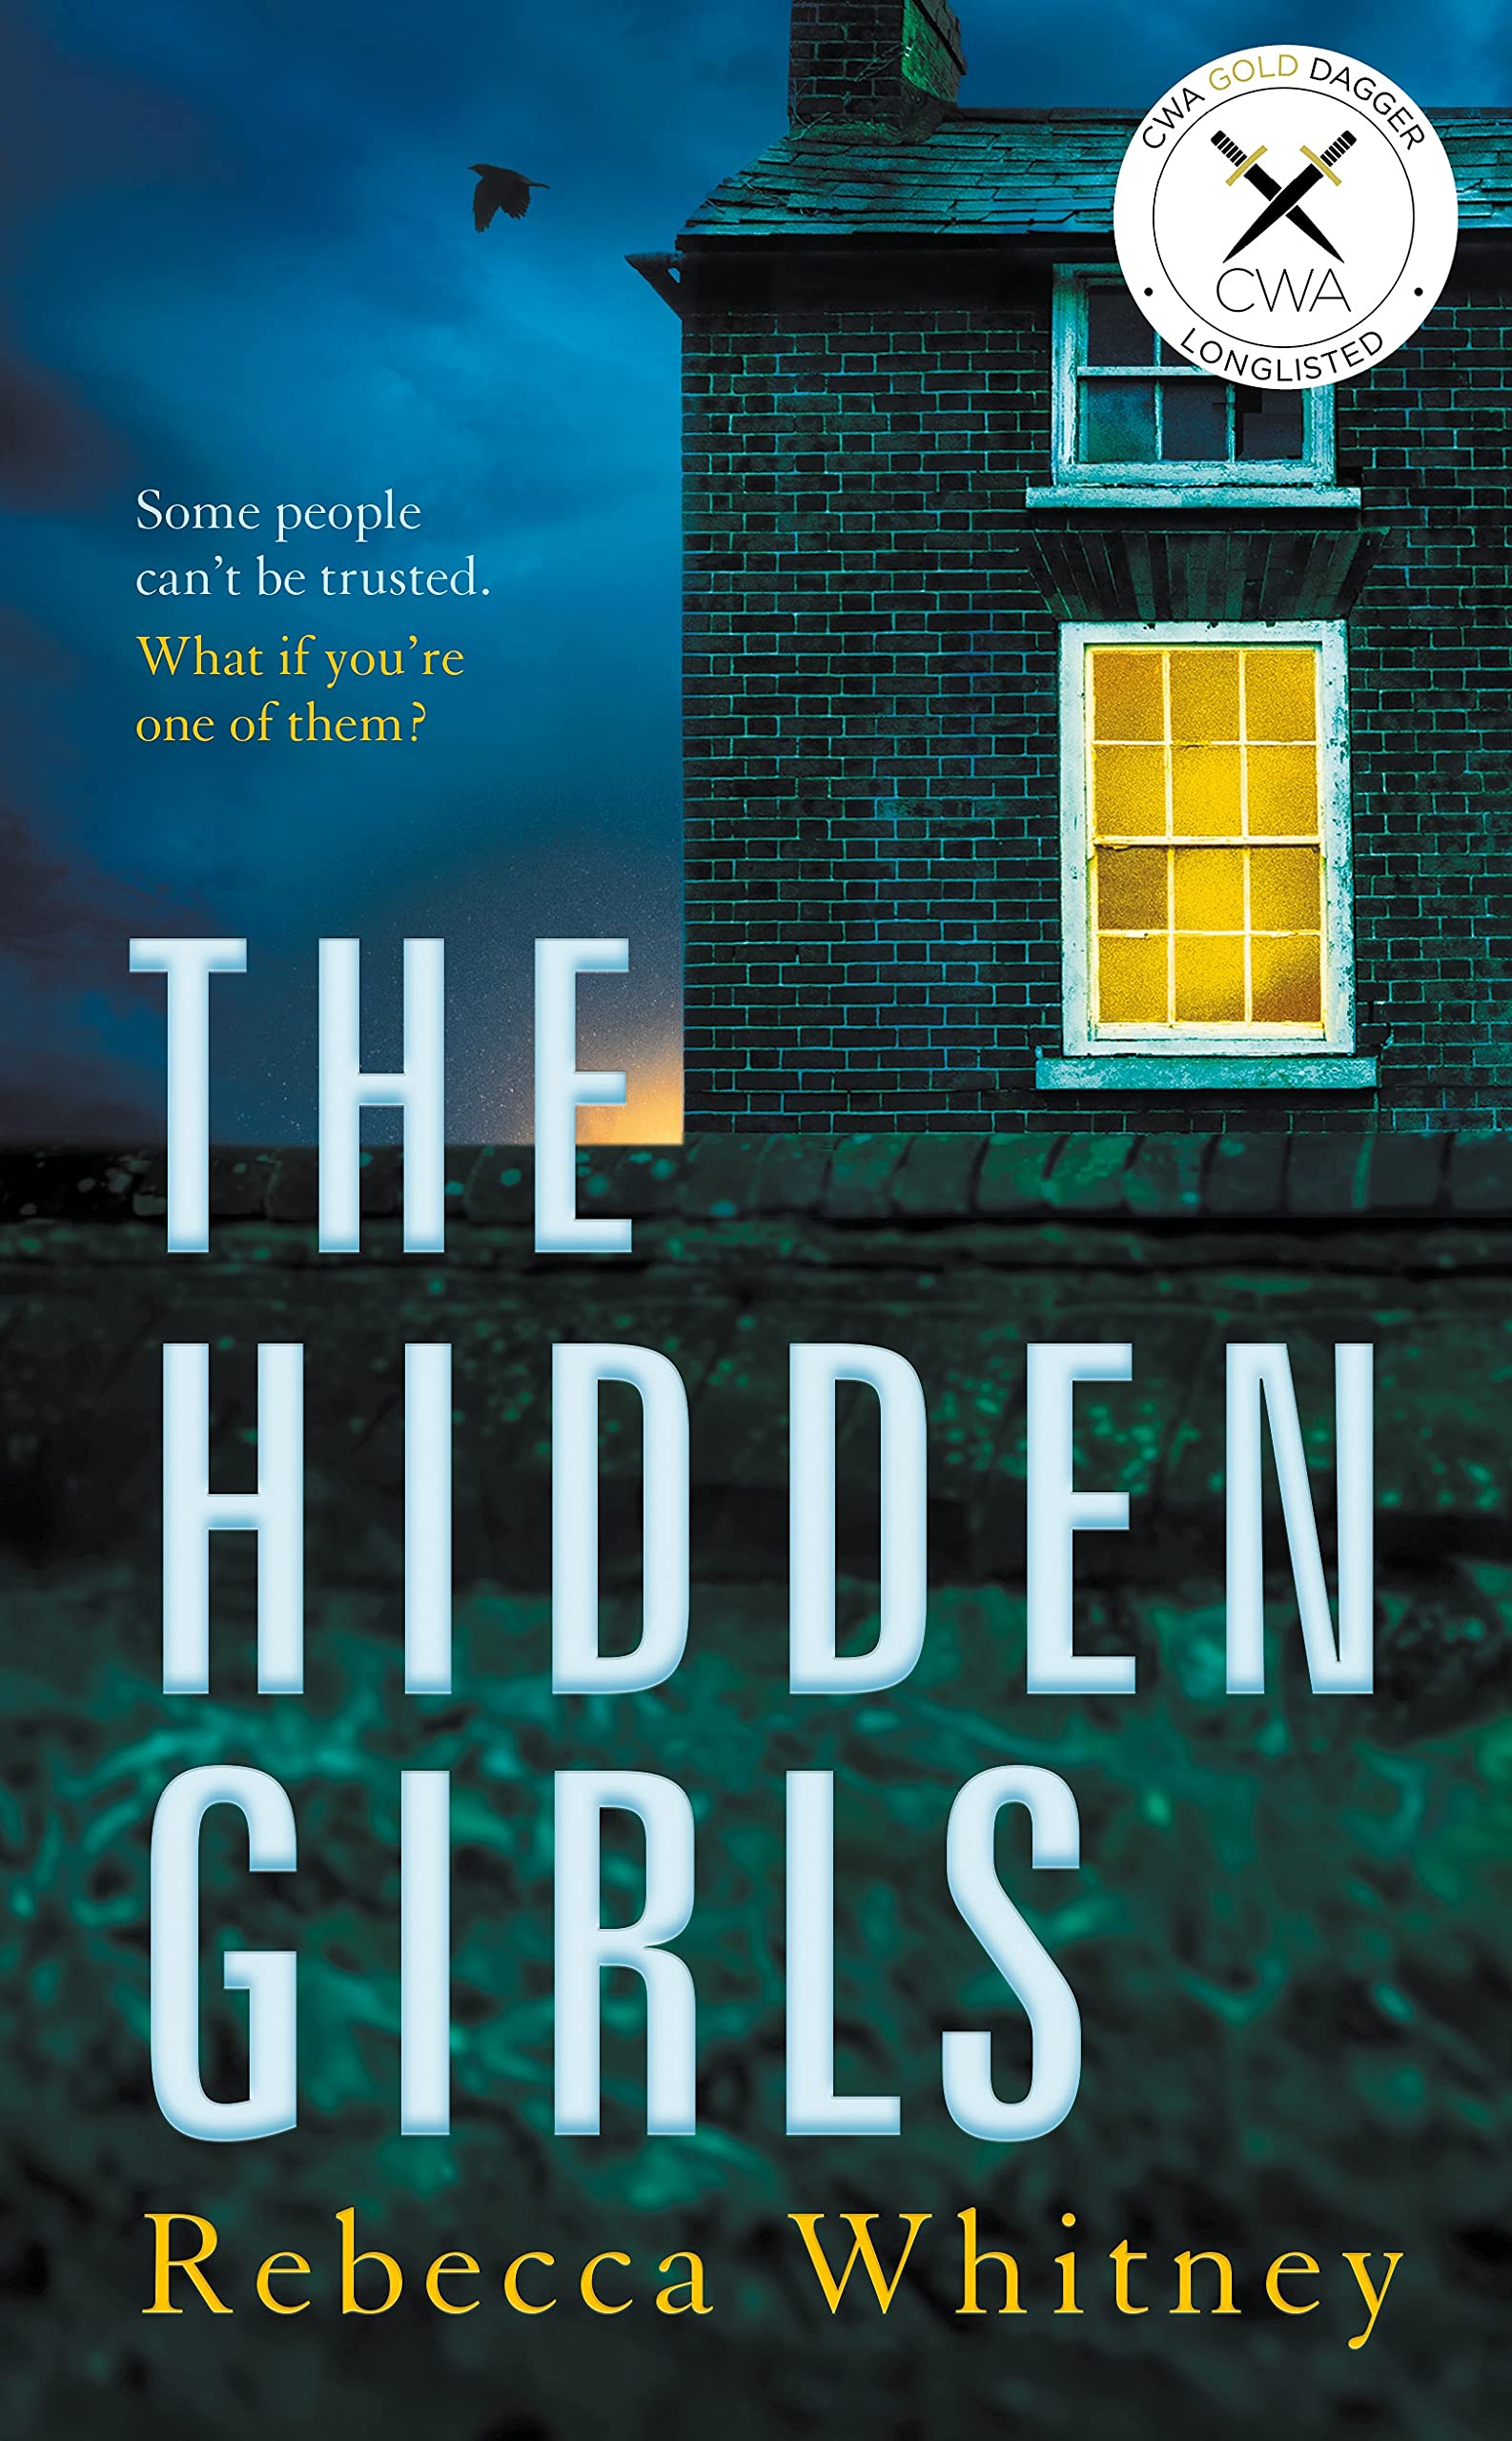 CWA GOLD DAGGER
CWA
LONGLISTED
Some people
can’t be trusted.
What if you’re
one of them?
THE
HIDDEN
GIRLS
Rebecca Whitney